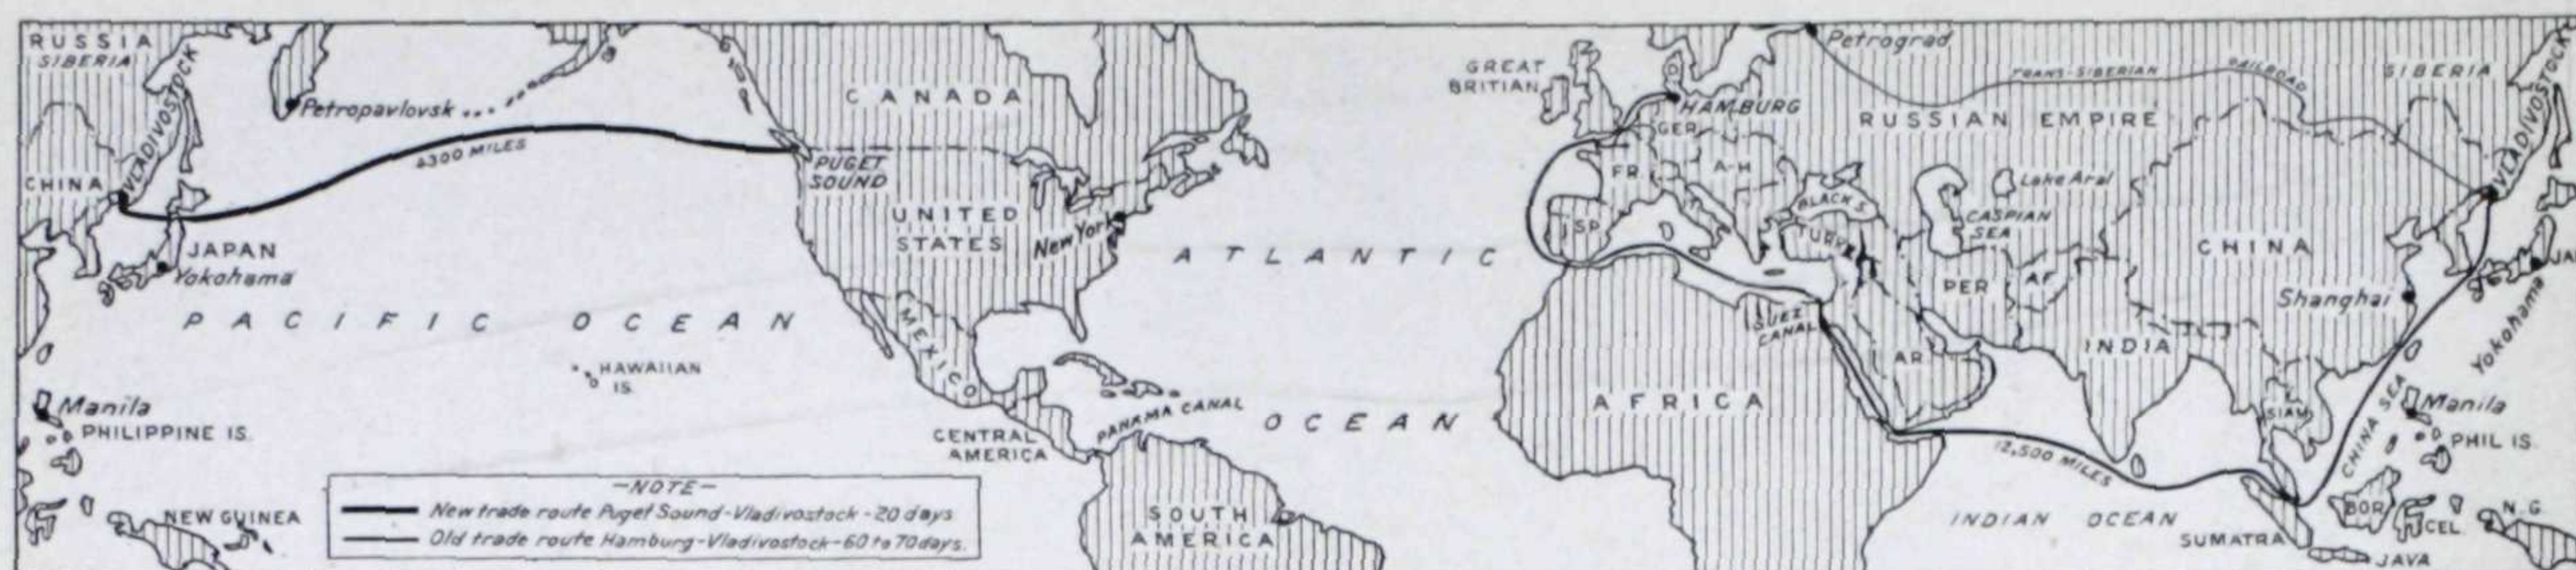 RUSSIA
SIBERIA
VLADIVOSTOCK
CHINA
Petropavlovsk
4300 MILES
JAPAN
Yokohama
PACIFIC OCEAN
HAWAIIAN
IS.
Manila
PHILIPPINE IS.
NEW GUINEA
CANADA
PUGET
SOUND
UNITED
STATES
New York
MEXICO
CENTRAL
AMERICA
PANAMA CANAL
SOUTH
AMERICA
ATLANTIC
OCEAN
—NOTE—
New trade route Puget Sound-Vladivostock-20 days
Old trade route Hamburg-Vladivostock-60 to 70 days.
GREAT
BRITIAN
HAMBURG
GER
FR.
SP.
A-H
Petrograd
TRANS-SIBERIAN RAILROAD
SIBERIA
RUSSIAN EMPIRE
VLADIVOSTOCK
BLACK S.
TURKEY
Lake Aral
CASPIAN
SEA
PER
AF
CHINA
Shanghai
JA
Yokohama
SUEZ
CANAL
AR
INDIA
AFRICA
SIAM
CHINA SEA
Manila
PHIL IS.
12,500 MILES
INDIAN OCEAN
SUMATRA
BOR
CEL.
N.G.
JAVA